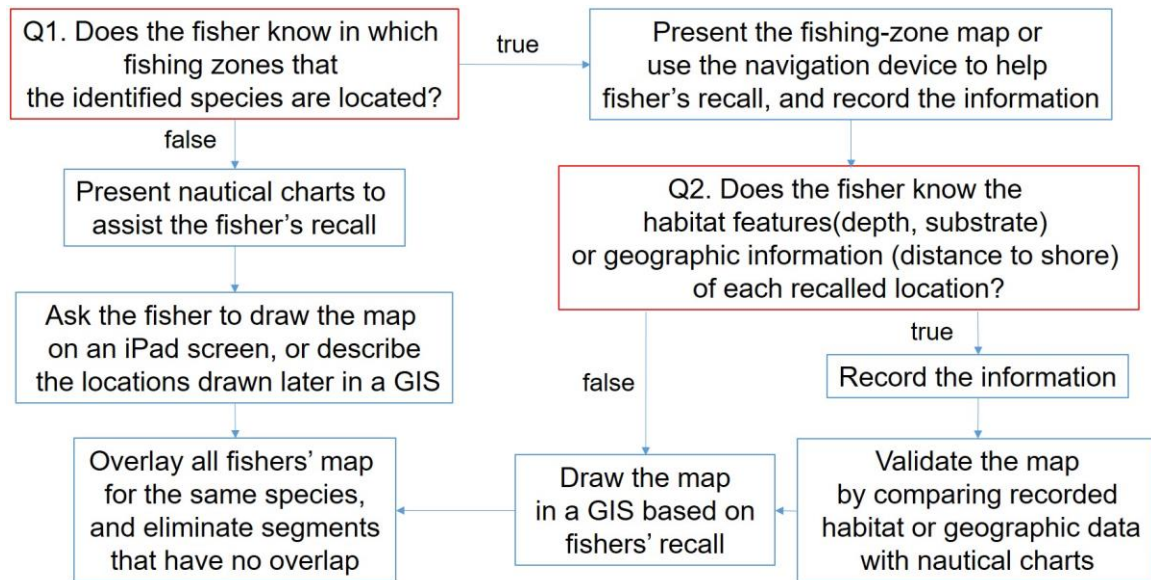 Q1. Does the fisher know in which
fishing zones that
the identified species are located?
true
Present the fishing-zone map or
use the navigation device to help
fisher's recall, and record the information
false
Present nautical charts to
assist the fisher's recall
Q2. Does the fisher know the
habitat features(depth, substrate)
or geographic information (distance to shore)
of each recalled location?
Ask the fisher to draw the map
on an iPad screen, or describe
the locations drawn later in a GIS
false
true
Record the information
Overlay all fishers' map
for the same species,
and eliminate segments
that have no overlap
Draw the map
in a GIS based on
fishers' recall
Validate the map
by comparing recorded
habitat or geographic data
with nautical charts